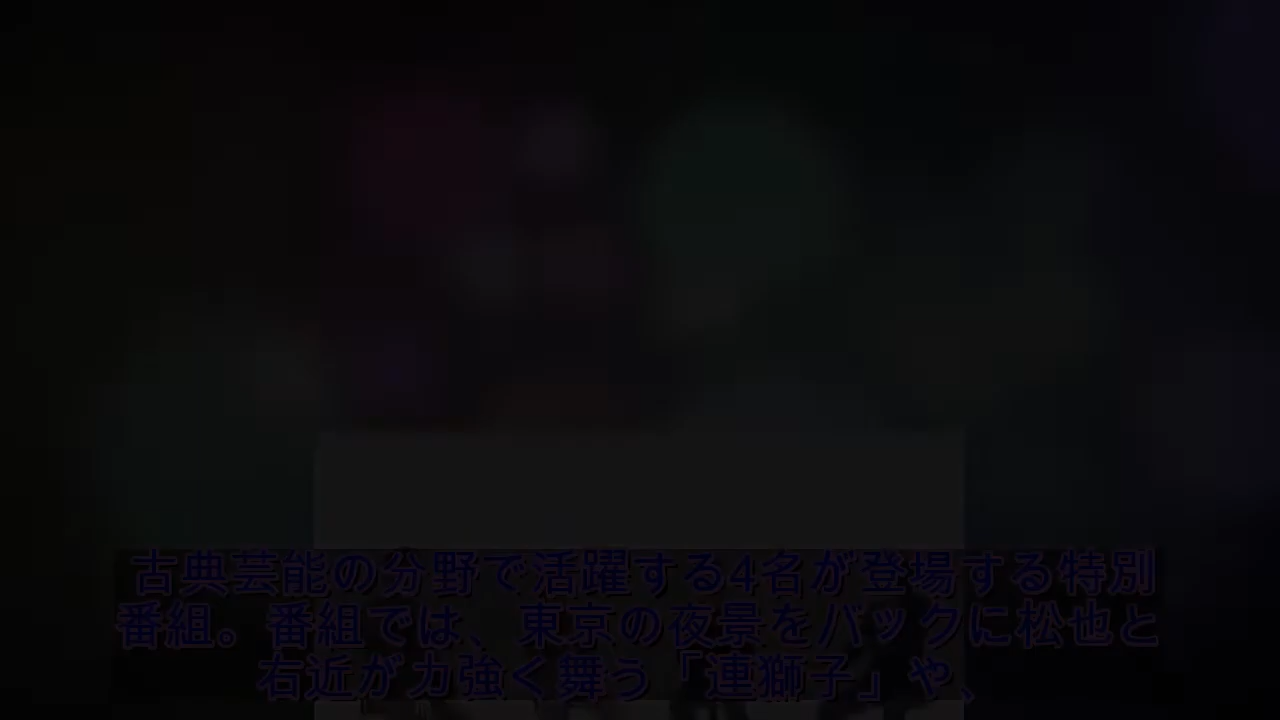 古典芸能の分野で活躍する4名が登場する特別
番組。番組では、東京の夜景をバックに松也と
右近が力強く舞う「連獅子」や、